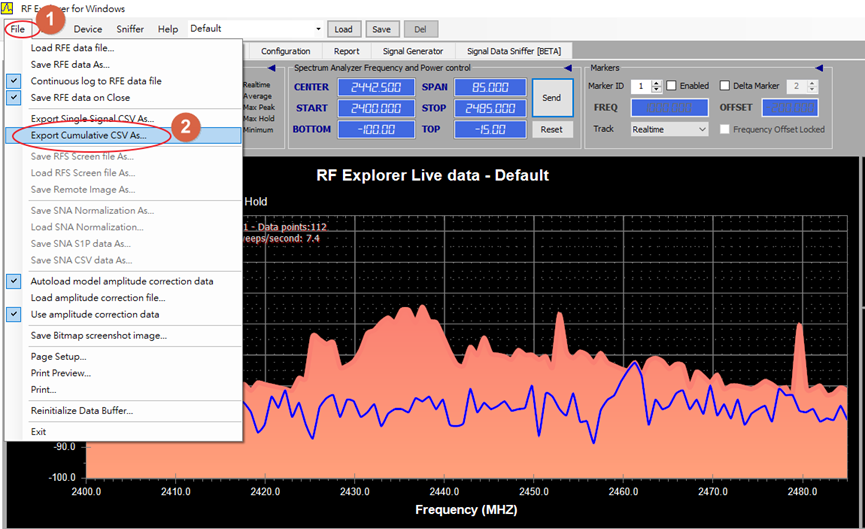 RF Explorer for Windows
File
1
Device
Sniffer
Help
Default
Load
Save
Del
Load RFE data file...
Save RFE data As...
Continuous log to RFE data file
Save RFE data on Close
Export Single Signal CSV As...
Export Cumulative CSV As...
2
Save RFS Screen file As...
Load RFS Screen file As...
Save Remote Image As...
Save SNA Normalization As...
Load SNA Normalization...
Save SNA S1P data As...
Save SNA CSV data As...
Autoload model amplitude correction data
Load amplitude correction file...
Use amplitude correction data
Save Bitmap screenshot image...
Page Setup...
Print Preview...
Print...
Reinitialize Data Buffer...
Exit
Configuration
Report
Signal Generator
Signal Data Sniffer [BETA]
Realtime
Average
Max Peak
Max Hold
Minimum
Spectrum Analyzer Frequency and Power control
CENTER 2442.500 SPAN 85.000
START 2400.000 STOP 2485.000
BOTTOM -100.00 TOP -15.00
Send
Reset
Markers
Marker ID 1 Enabled Delta Marker 2
FREQ OFFSET
Track Realtime Frequency Offset Locked
RF Explorer Live data - Default
Hold
1 - Data points:112
weeps/second: 7.4
-90.0
-100.0
2400.0 2410.0 2420.0 2430.0 2440.0 2450.0 2460.0 2470.0 2480.0
Frequency (MHZ)